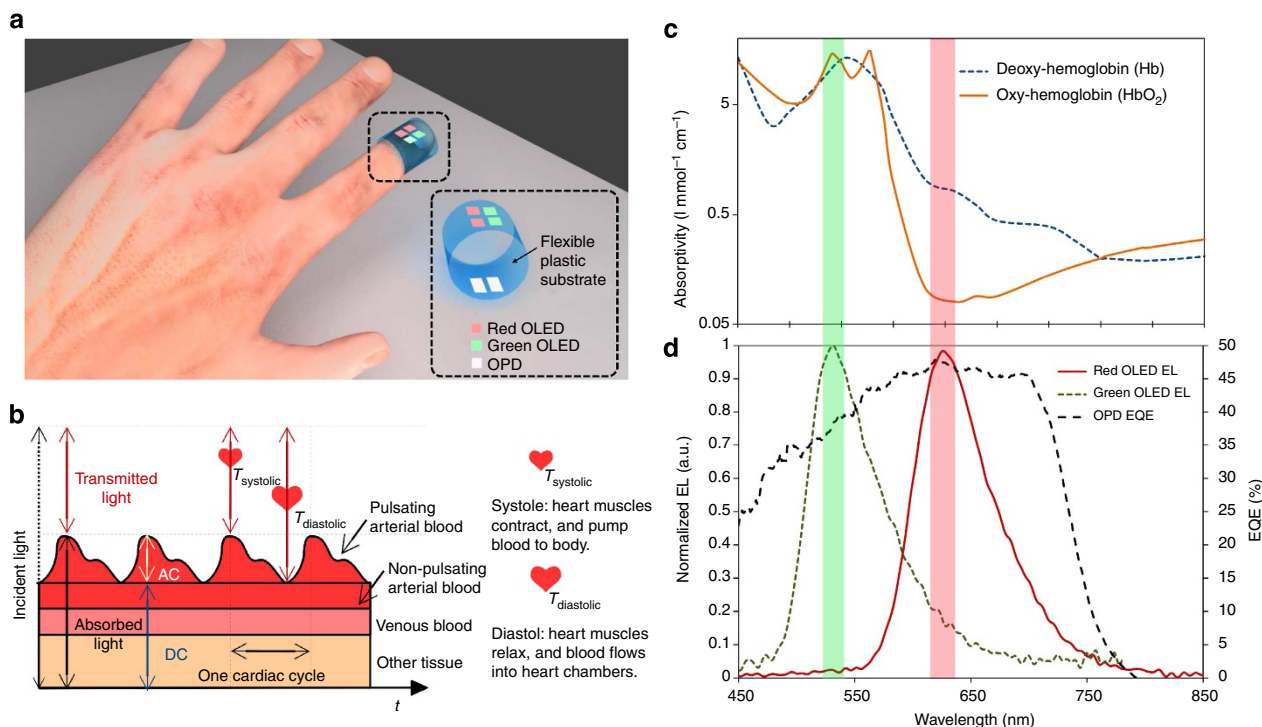 a
Flexible
plastic
substrate
Red OLED
Green OLED
OPD
b
Incident light
Transmitted
light
Tsystolic
Tdiastolic
Pulsating
arterial blood
Non-pulsating
arterial blood
AC
Absorbed
light
DC
Venous blood
Other tissue
One cardiac cycle
t
Tsystolic
Systole: heart muscles
contract, and pump
blood to body.
Tdiastolic
Diastol: heart muscles
relax, and blood flows
into heart chambers.
c
Absorptivity (l mmol⁻¹ cm⁻¹)
5
0.5
0.05
Deoxy-hemoglobin (Hb)
Oxy-hemoglobin (HbO₂)
d
Normalized EL (a.u.)
1
0.9
0.8
0.7
0.6
0.5
0.4
0.3
0.2
0.1
0
Red OLED EL
Green OLED EL
OPD EQE
50
45
40
35
30
25
20
15
10
5
0
EQE (%)
450
550
650
750
850
Wavelength (nm)